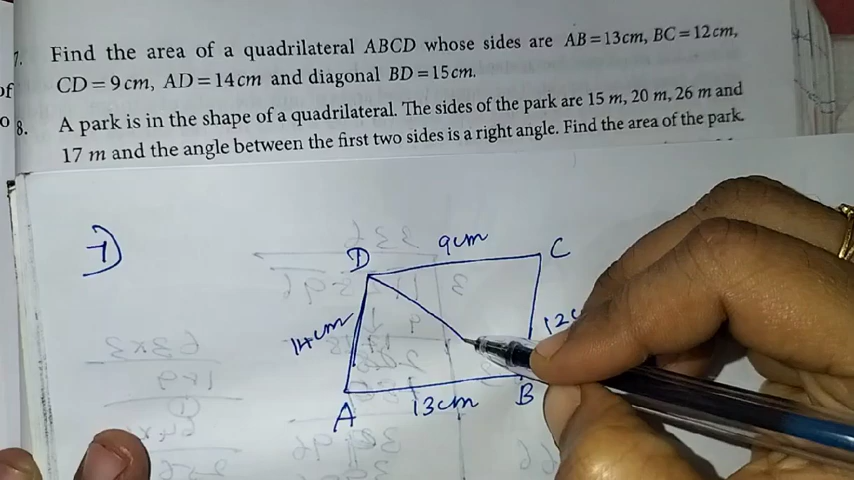 7. Find the area of a quadrilateral ABCD whose sides are AB=13cm, BC=12cm,
CD=9cm, AD=14cm and diagonal BD=15cm.
8. A park is in the shape of a quadrilateral. The sides of the park are 15 m, 20 m, 26 m and
17 m and the angle between the first two sides is a right angle. Find the area of the park.
7)
D 9cm C
14cm 12c
A 13cm B